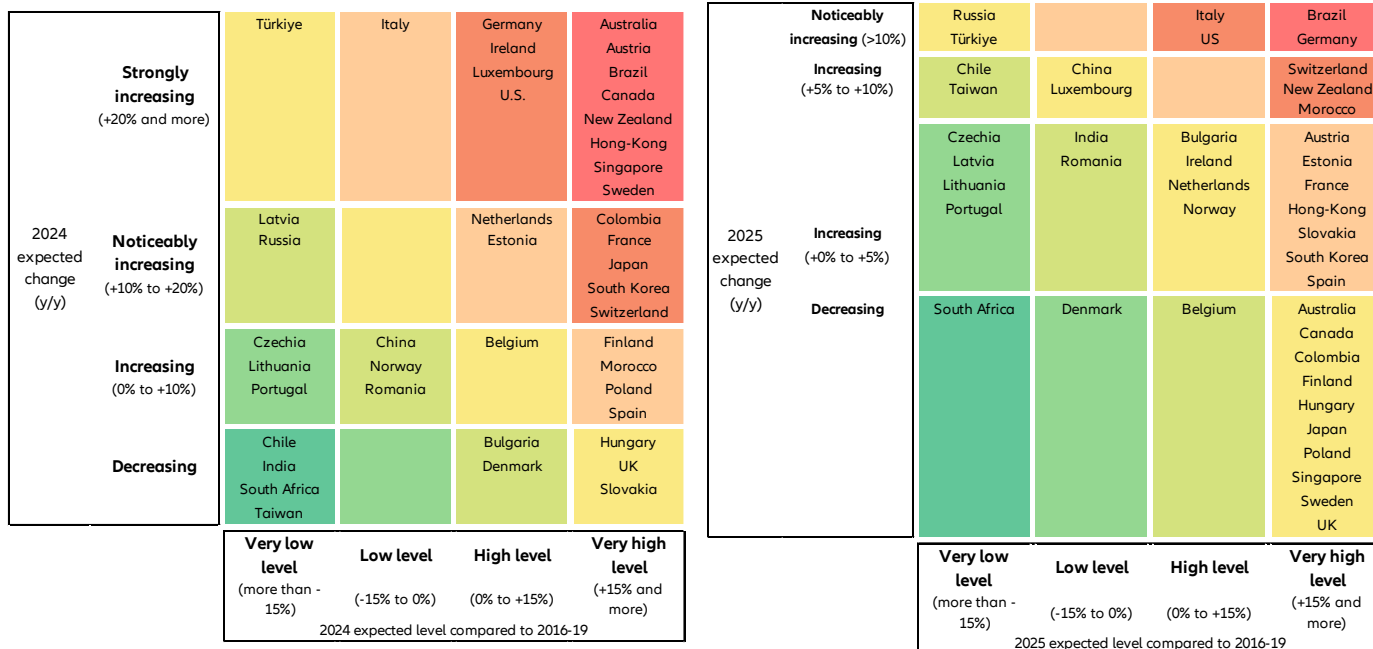 2024
expected
change
(y/y)
Strongly
increasing
(+20% and more)
Türkiye
Italy
Germany
Ireland
Luxembourg
U.S.
Australia
Austria
Brazil
Canada
New Zealand
Hong-Kong
Singapore
Sweden
Noticeably
increasing
(+10% to +20%)
Latvia
Russia
Netherlands
Estonia
Colombia
France
Japan
South Korea
Switzerland
Increasing
(0% to +10%)
Czechia
Lithuania
Portugal
China
Norway
Romania
Belgium
Finland
Morocco
Poland
Spain
Decreasing
Chile
India
South Africa
Taiwan
Bulgaria
Denmark
Hungary
UK
Slovakia
Very low
level
(more than -
15%)
Low level
(-15% to 0%)
High level
(0% to +15%)
Very high
level
(+15% and
more)
2024 expected level compared to 2016-19
2025
expected
change
(y/y)
Noticeably
increasing (>10%)
Russia
Türkiye
Italy
US
Brazil
Germany
Increasing
(+5% to +10%)
Chile
Taiwan
China
Luxembourg
Switzerland
New Zealand
Morocco
Increasing
(+0% to +5%)
Czechia
Latvia
Lithuania
Portugal
India
Romania
Bulgaria
Ireland
Netherlands
Norway
Austria
Estonia
France
Hong-Kong
Slovakia
South Korea
Spain
Decreasing
South Africa
Denmark
Belgium
Australia
Canada
Colombia
Finland
Hungary
Japan
Poland
Singapore
Sweden
UK
Very low
level
(more than -
15%)
Low level
(-15% to 0%)
High level
(0% to +15%)
Very high
level
(+15% and
more)
2025 expected level compared to 2016-19